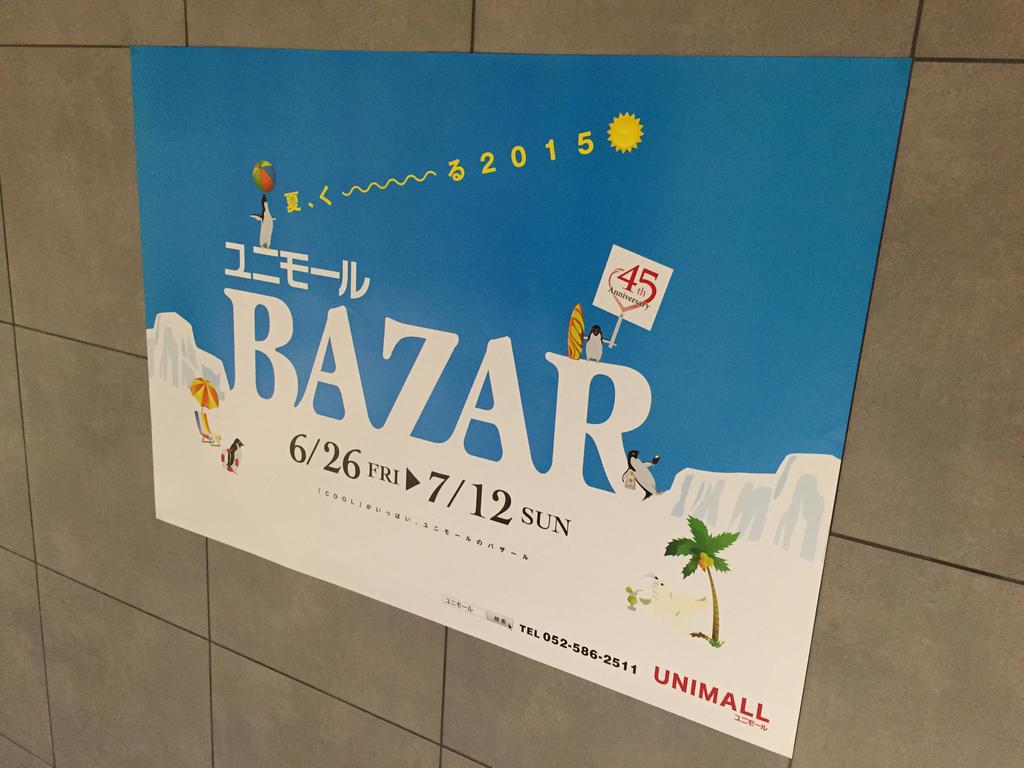 夏、く〜〜〜〜る2015
ユニモール
45th
Anniversary
BAZAR
6/26 FRI▶7/12 SUN
「COOL」がいっぱい、ユニモールのバザール
ユニモール 検索
TEL 052-586-2511
UNIMALL
ユニモール